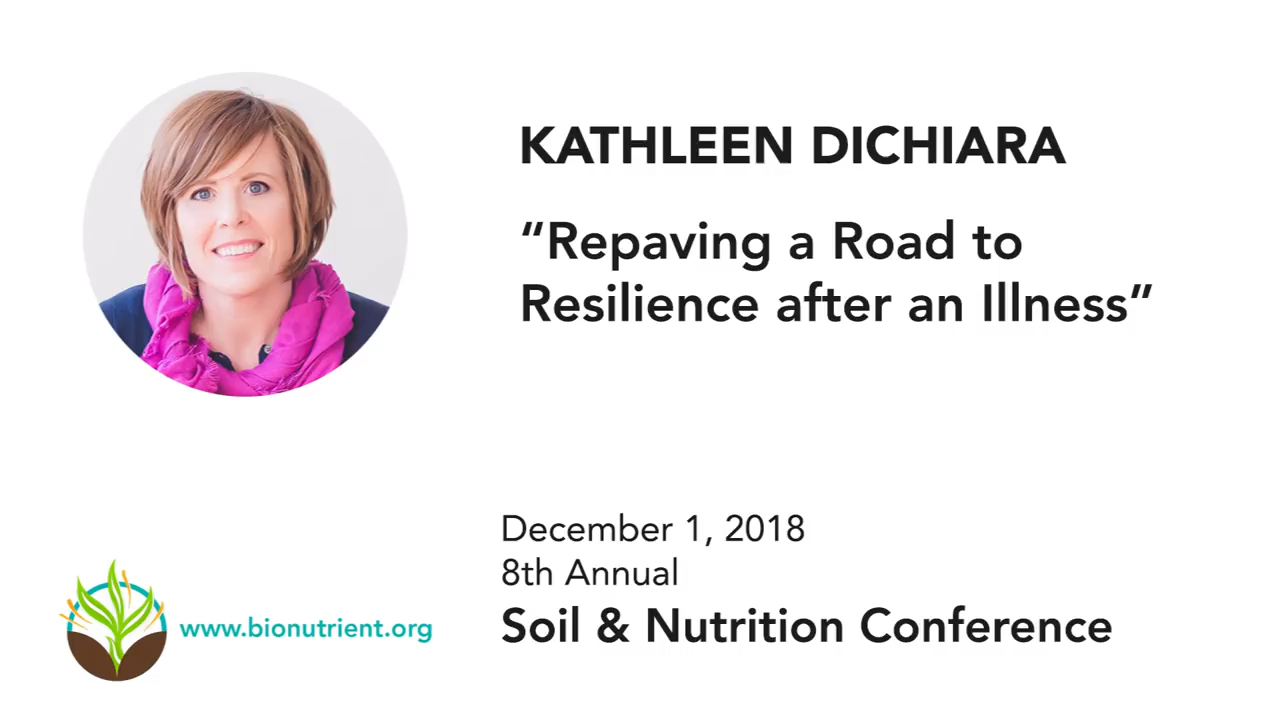 KATHLEEN DICHIARA
“Repaving a Road to
Resilience after an Illness”
December 1, 2018
8th Annual
Soil & Nutrition Conference
www.bionutrient.org